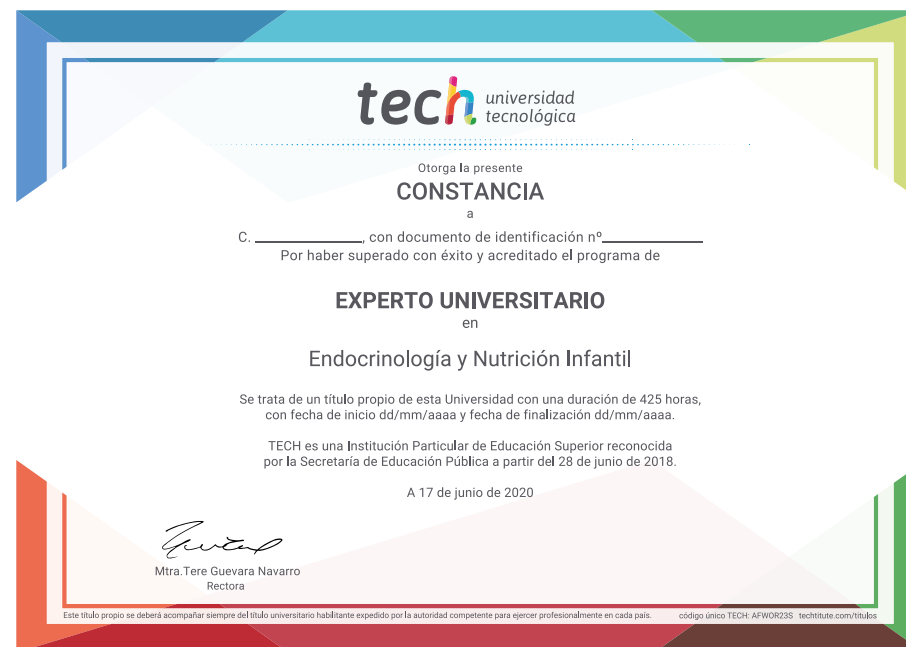 tech universidad
tecnológica
Otorga la presente
CONSTANCIA
a
C. ______________, con documento de identificación nº_____________
Por haber superado con éxito y acreditado el programa de
EXPERTO UNIVERSITARIO
en
Endocrinología y Nutrición Infantil
Se trata de un título propio de esta Universidad con una duración de 425 horas,
con fecha de inicio dd/mm/aaaa y fecha de finalización dd/mm/aaaa.
TECH es una Institución Particular de Educación Superior reconocida
por la Secretaría de Educación Pública a partir del 28 de junio de 2018.
A 17 de junio de 2020
Mtra.Tere Guevara Navarro
Rectora
Este título propio se deberá acompañar siempre del título universitario habilitante expedido por la autoridad competente para ejercer profesionalmente en cada país. código único TECH: AFWOR23S techtitute.com/titulos